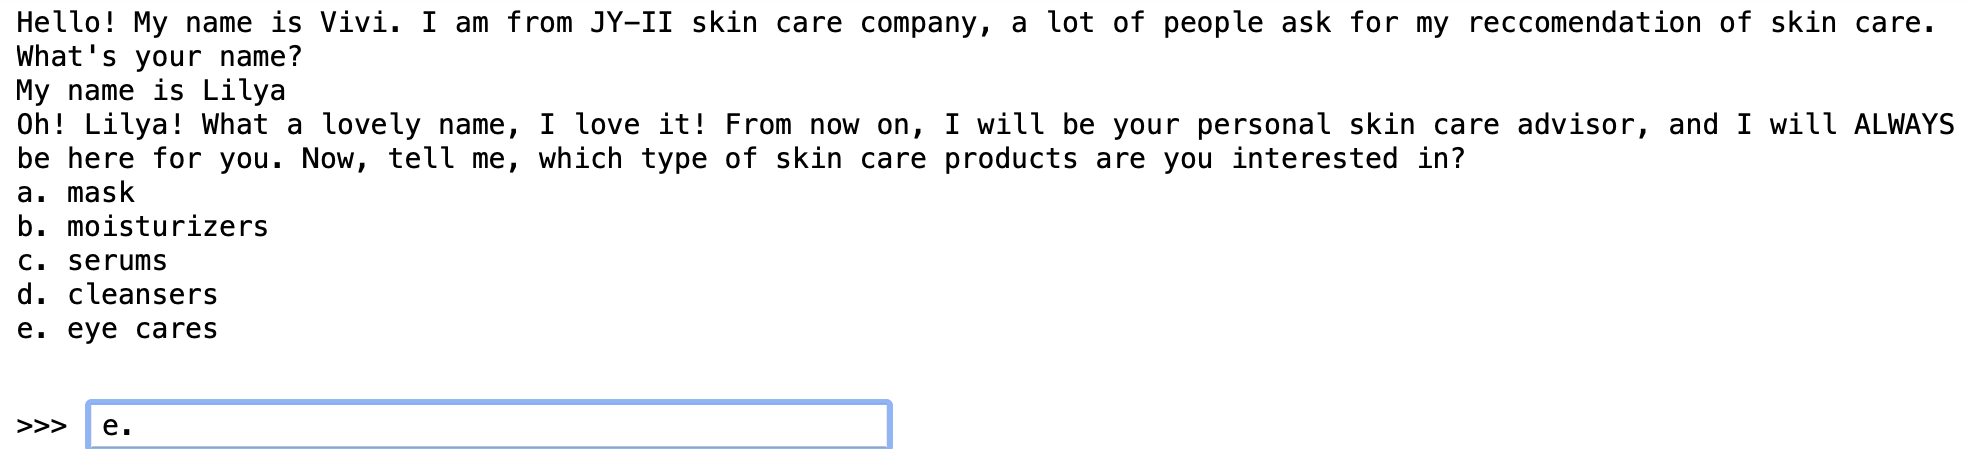 Hello! My name is Vivi. I am from JY–II skin care company, a lot of people ask for my reccomendation of skin care.
What's your name?
My name is Lilya
Oh! Lilya! What a lovely name, I love it! From now on, I will be your personal skin care advisor, and I will ALWAYS
be here for you. Now, tell me, which type of skin care products are you interested in?
a. mask
b. moisturizers
c. serums
d. cleansers
e. eye cares
>>> e.